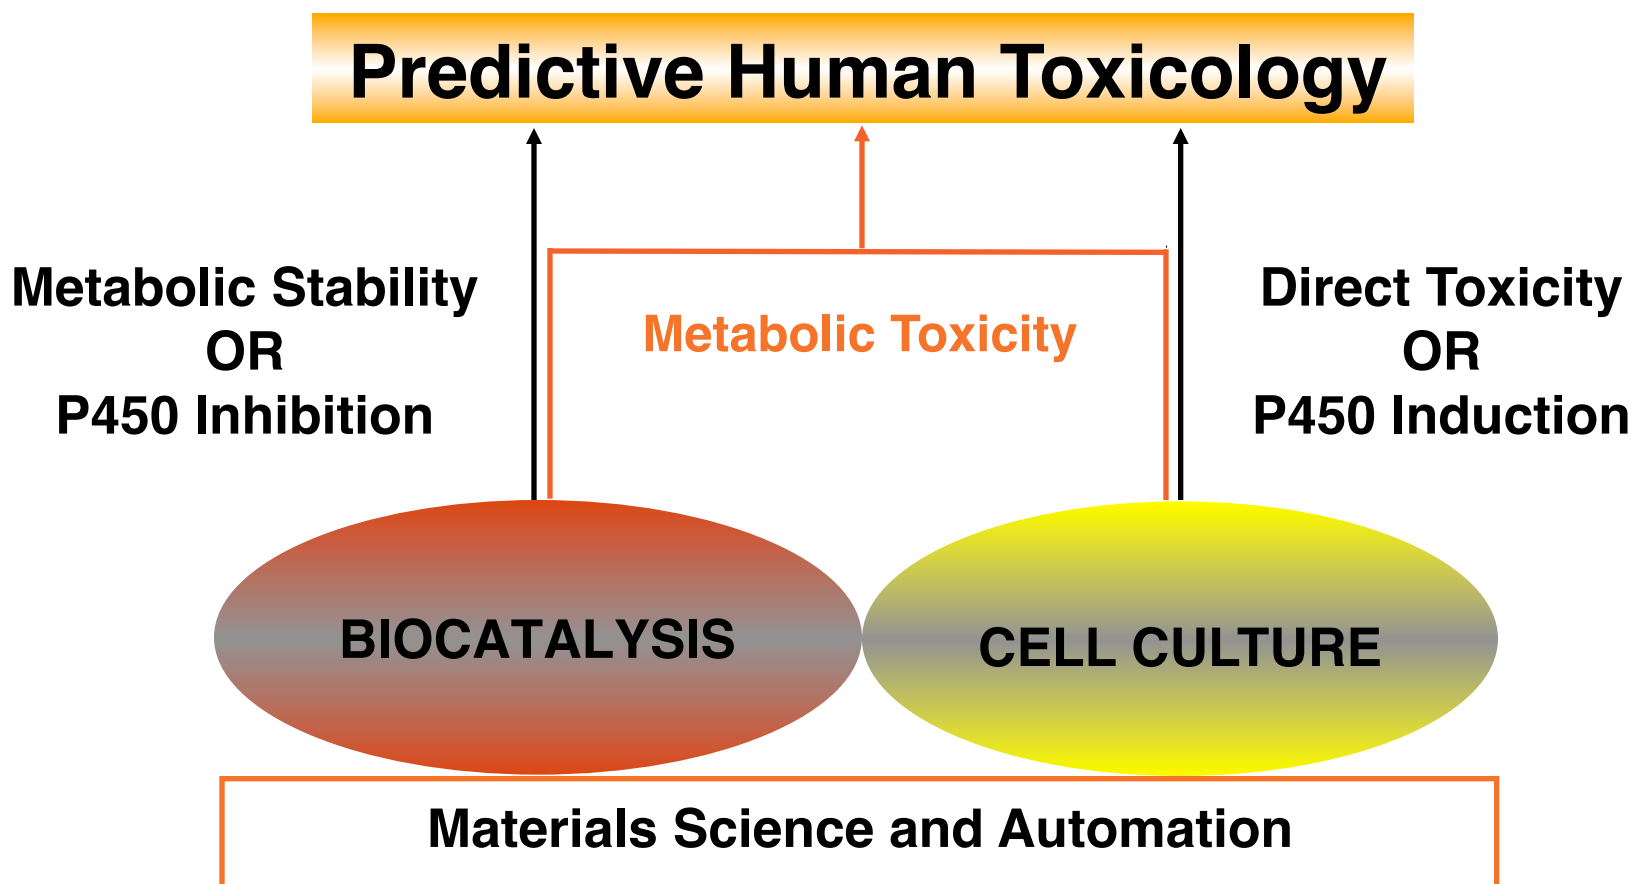 Predictive Human Toxicology
Metabolic Stability
OR
P450 Inhibition
Metabolic Toxicity
Direct Toxicity
OR
P450 Induction
BIOCATALYSIS
CELL CULTURE
Materials Science and Automation